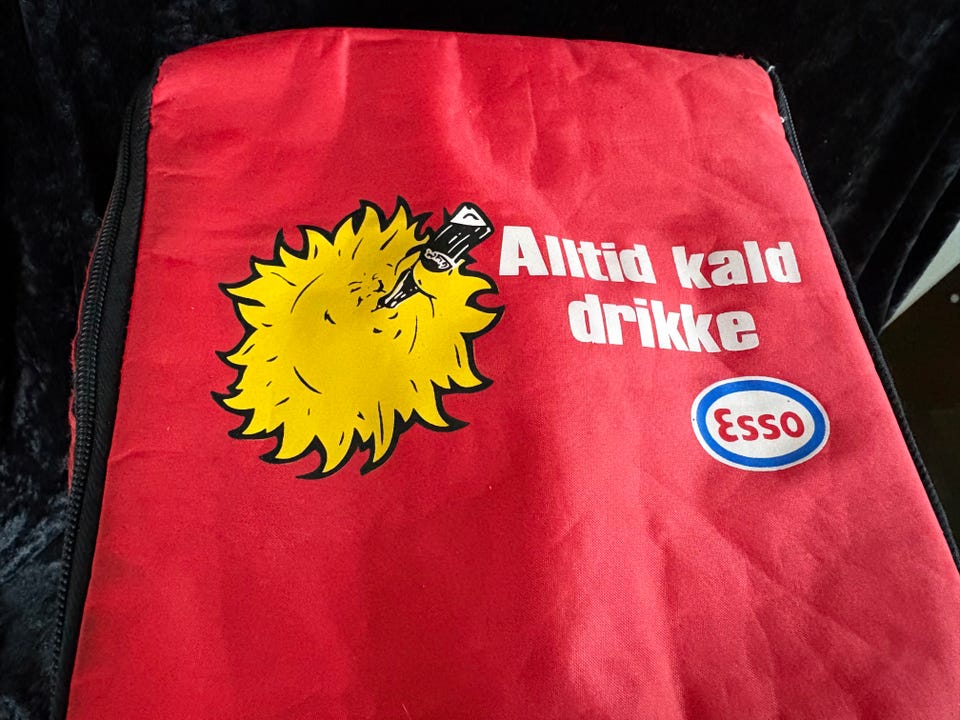 Alltid kald
drikke
Esso